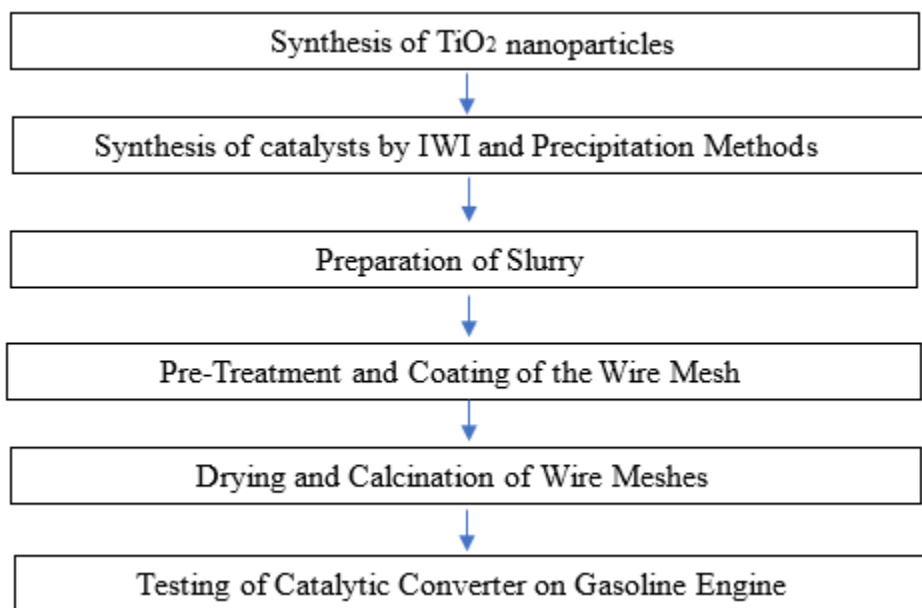 Synthesis of TiO2 nanoparticles
Synthesis of catalysts by IWI and Precipitation Methods
Preparation of Slurry
Pre-Treatment and Coating of the Wire Mesh
Drying and Calcination of Wire Meshes
Testing of Catalytic Converter on Gasoline Engine